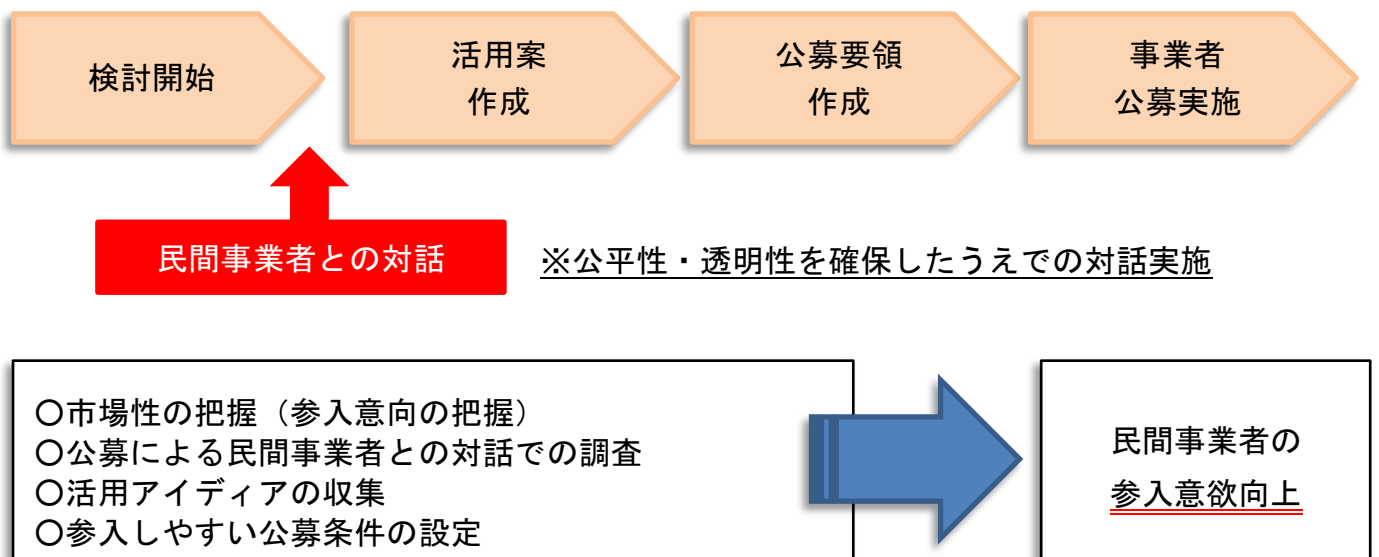 検討開始
活用案
作成
公募要領
作成
事業者
公募実施
民間事業者との対話
※公平性・透明性を確保したうえでの対話実施
○市場性の把握（参入意向の把握）
○公募による民間事業者との対話での調査
○活用アイディアの収集
○参入しやすい公募条件の設定
民間事業者の
参入意欲向上